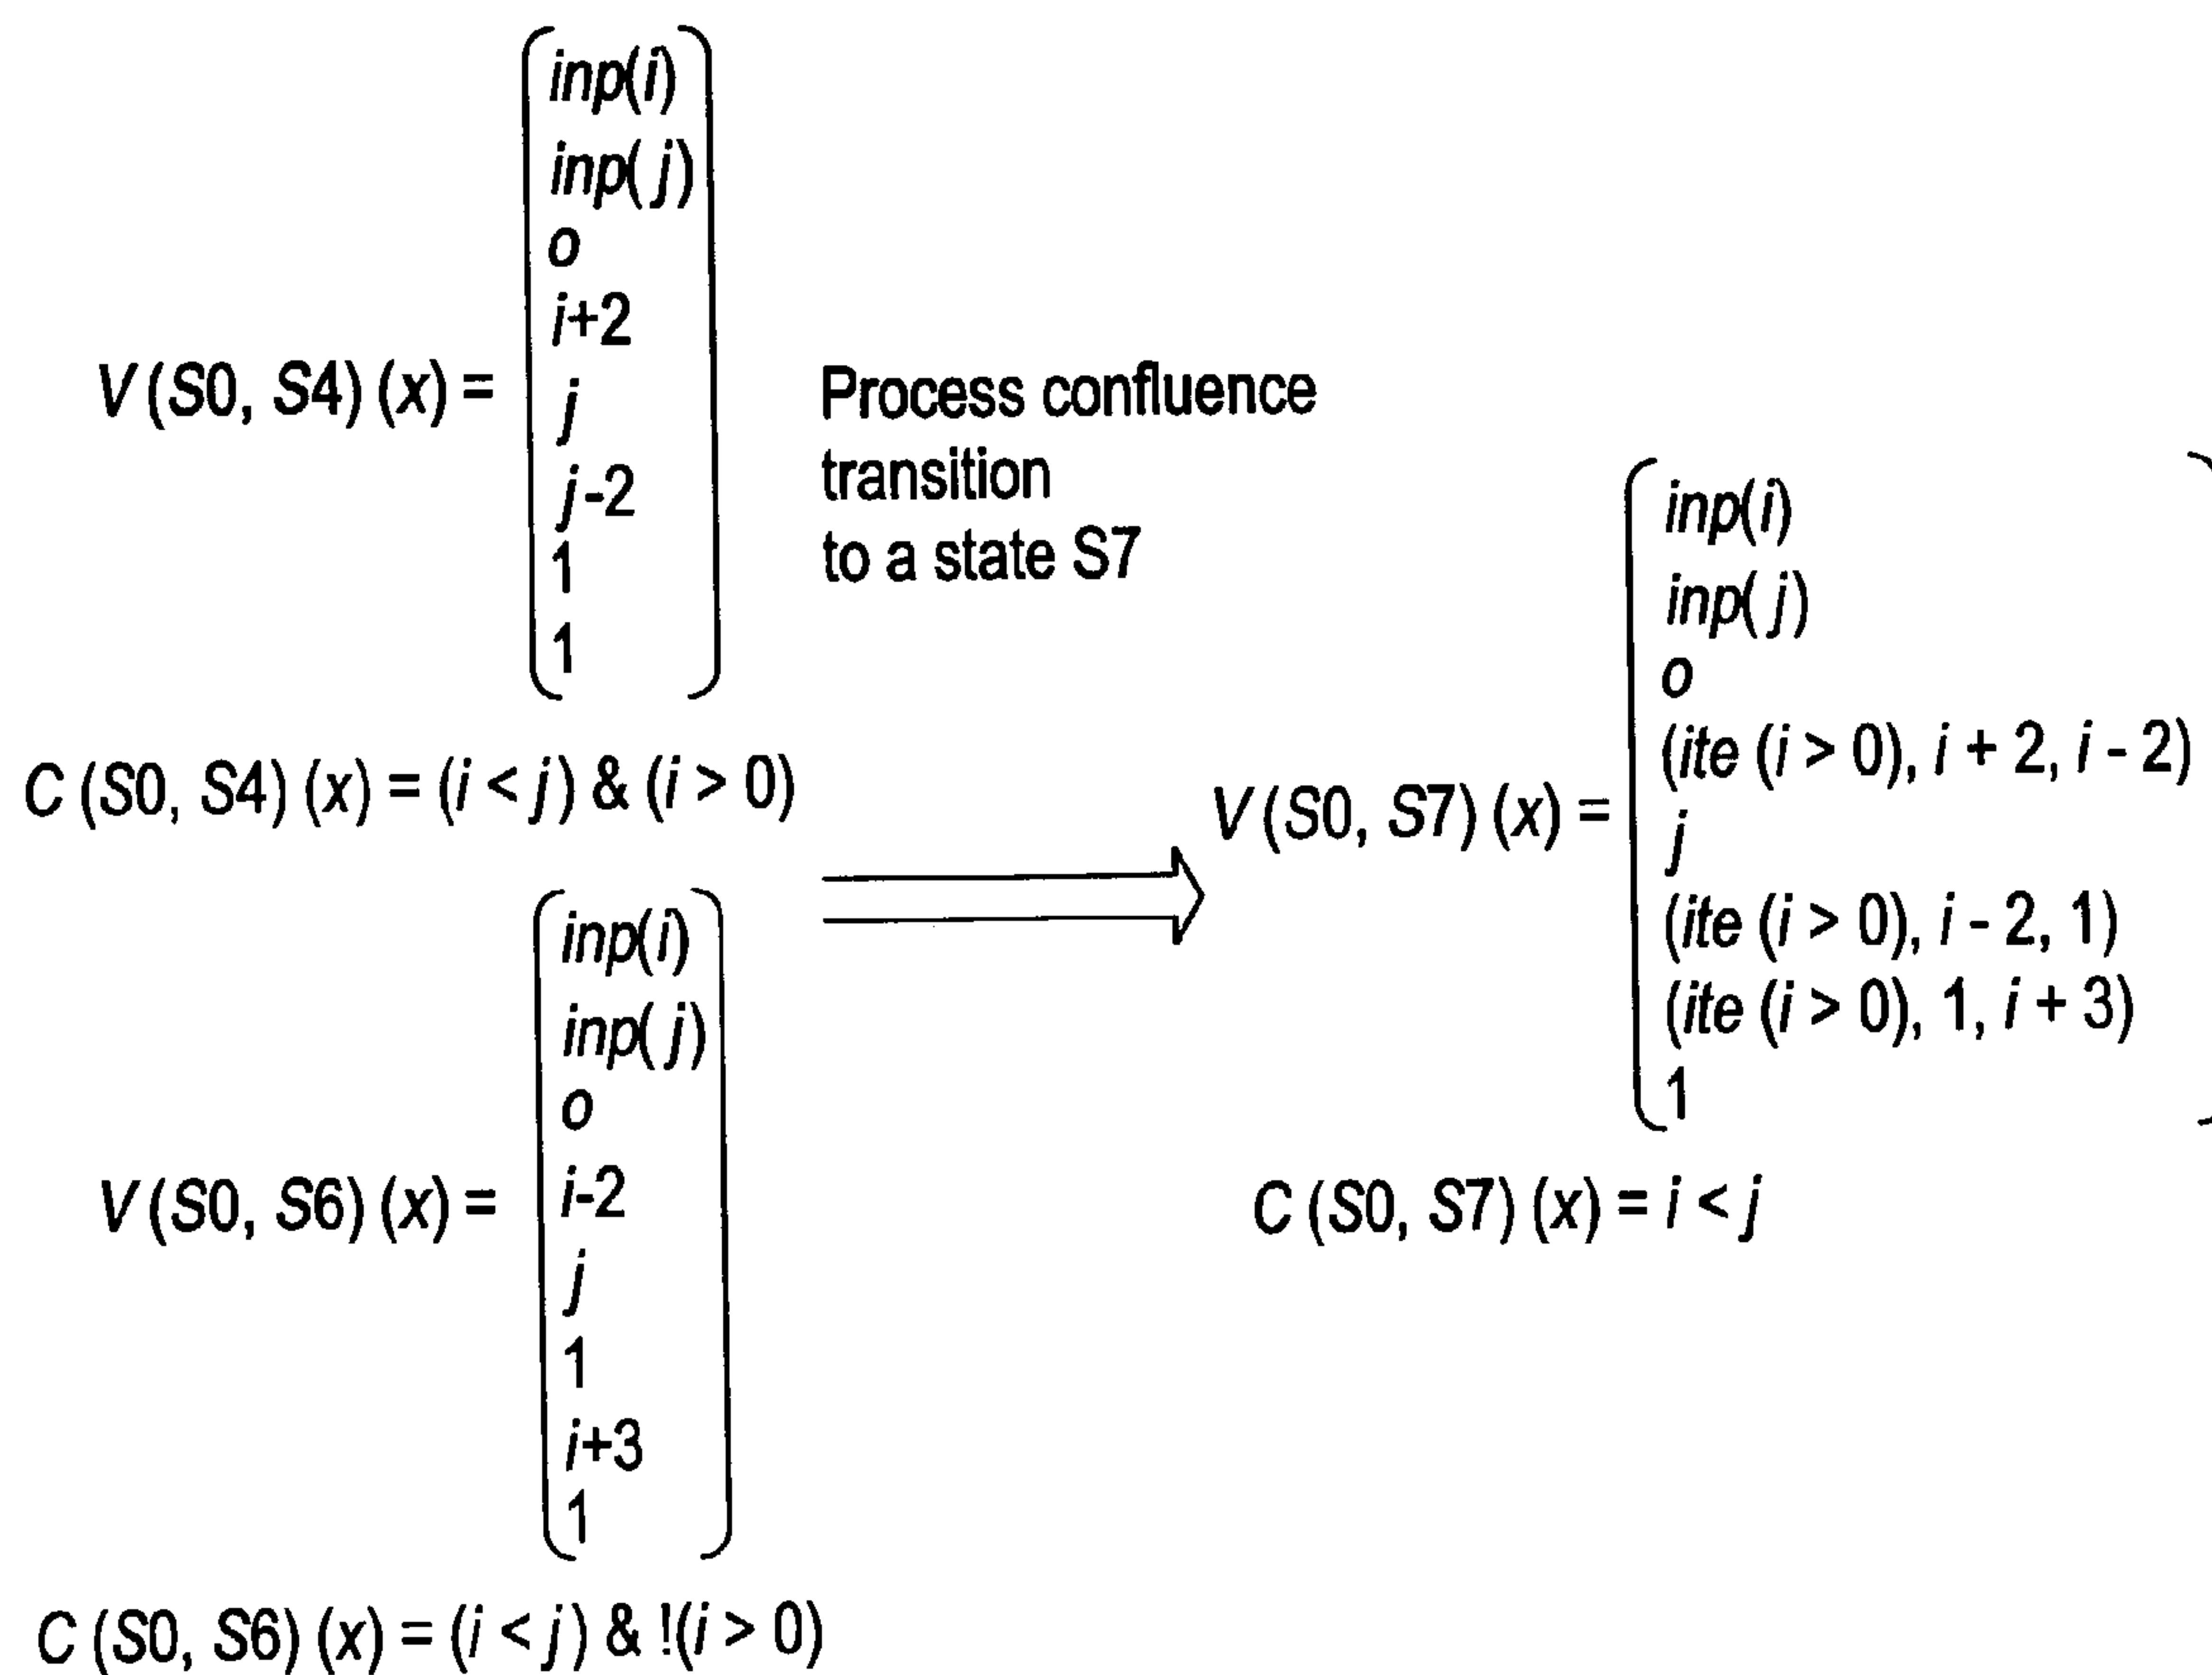 inp(i)
inp(j)
o
i+2
V(S0, S4)(x) =
j
j-2
1
1
C(S0, S4)(x) = (i < j) & (i > 0)
Process confluence
transition
to a state S7
inp(i)
inp(j)
o
i-2
V(S0, S6)(x) =
j
1
i+3
1
C(S0, S6)(x) = (i < j) & !(i > 0)
inp(i)
inp(j)
o
(ite (i > 0), i + 2, i - 2)
V(S0, S7)(x) =
j
(ite (i > 0), i - 2, 1)
(ite (i > 0), 1, i + 3)
1
C(S0, S7)(x) = i < j